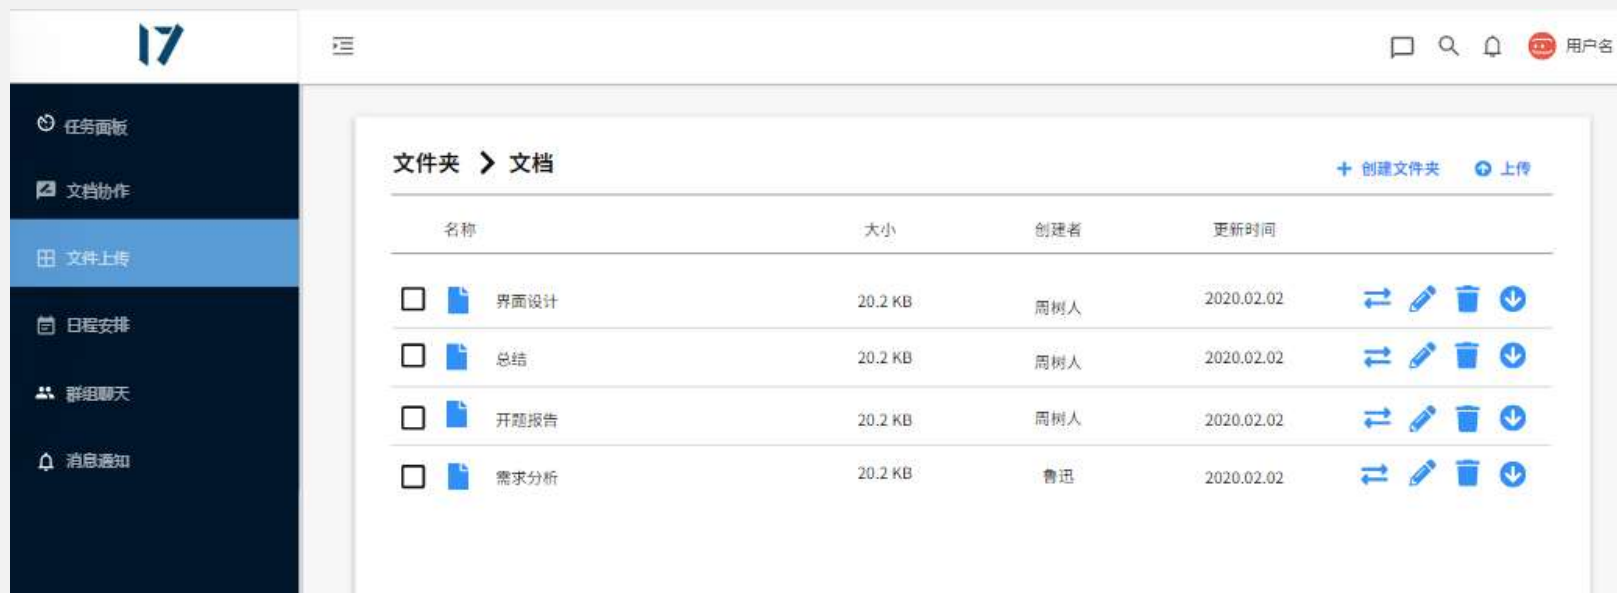 17
用户名
任务面板
文档协作
文件上传
日程安排
群组聊天
消息通知
文件夹 > 文档
+ 创建文件夹 上传
名称 大小 创建者 更新时间
界面设计 20.2 KB 周树人 2020.02.02
总结 20.2 KB 周树人 2020.02.02
开题报告 20.2 KB 周树人 2020.02.02
需求分析 20.2 KB 鲁迅 2020.02.02